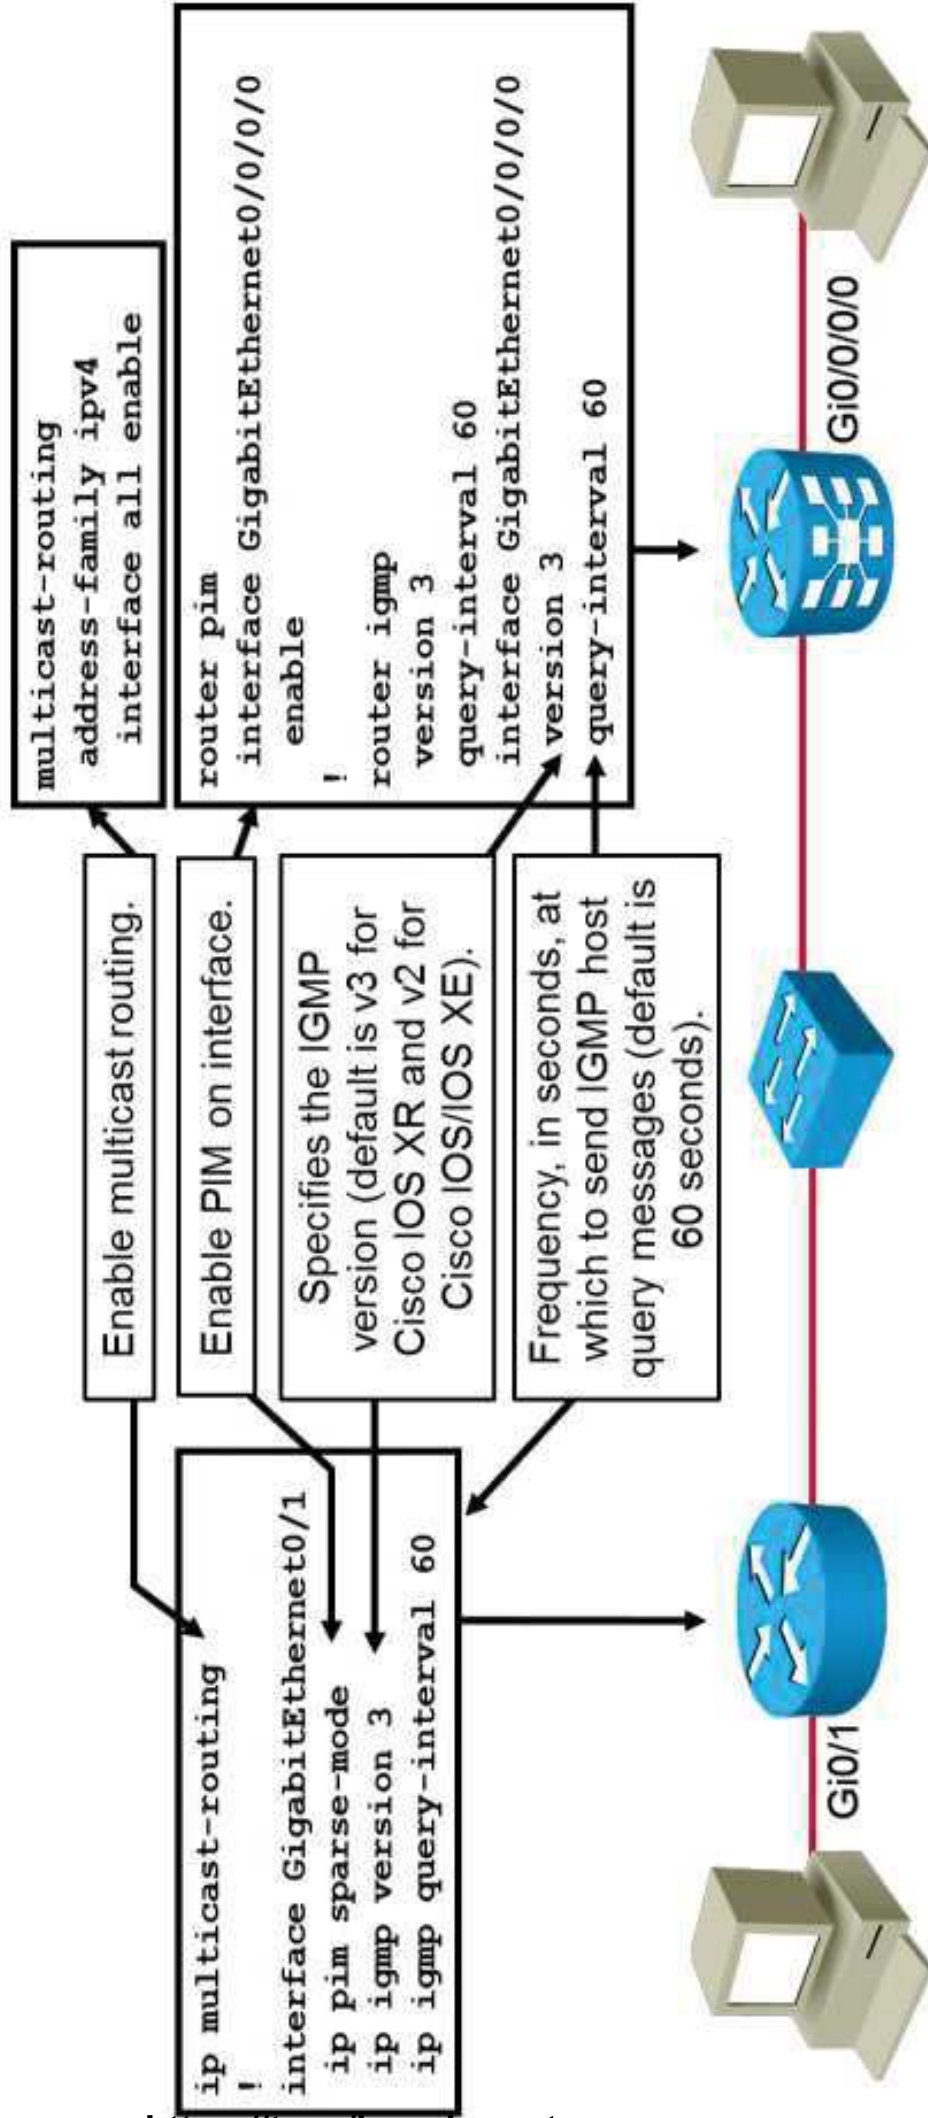 multicast-routing
address-family ipv4
interface all enable
Enable multicast routing.
ip multicast-routing
!
interface GigabitEthernet0/1
ip pim sparse-mode
ip igmp version 3
ip igmp query-interval 60
Enable PIM on interface.
Specifies the IGMP
version (default is v3 for
Cisco IOS XR and v2 for
Cisco IOS/IOS XE).
Frequency, in seconds, at
which to send IGMP host
query messages (default is
60 seconds).
router pim
interface GigabitEthernet0/0/0/0
enable
!
router igmp
version 3
query-interval 60
interface GigabitEthernet0/0/0/0
version 3
query-interval 60
Gi0/1
Gi0/0/0/0